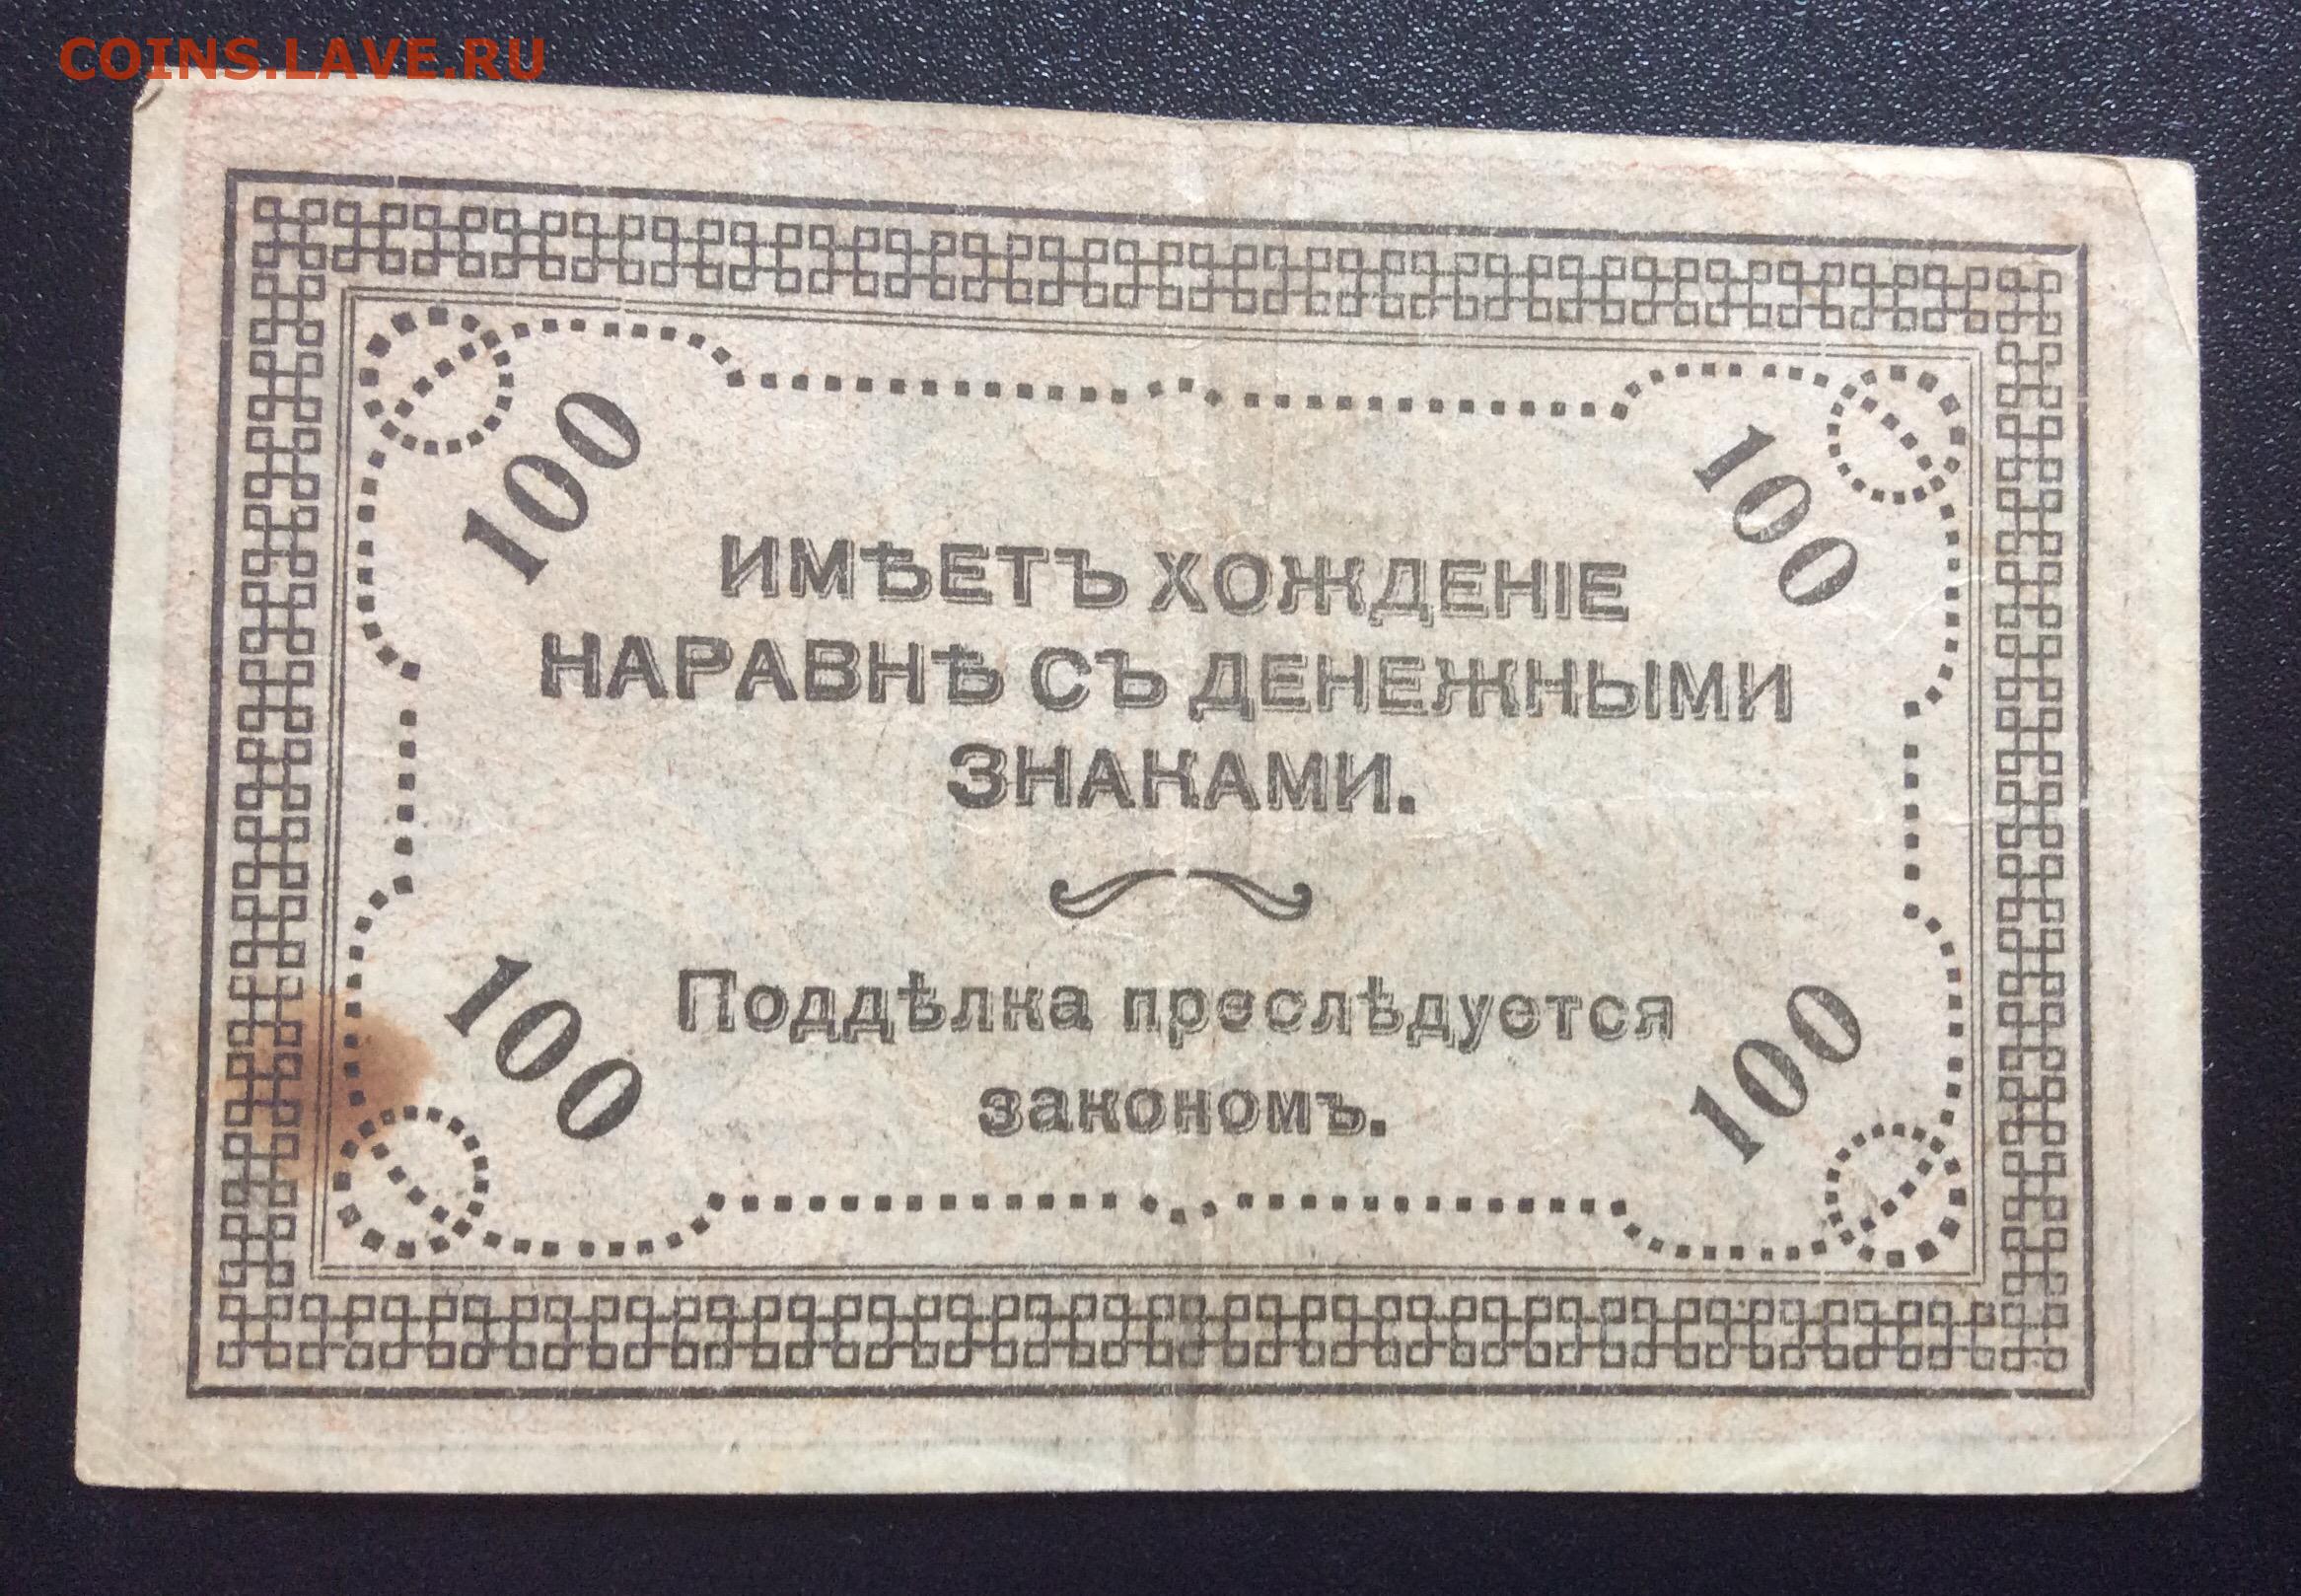 COINS.LAVE.RU
100
100
ИМѢЕТЪ ХОЖДЕНІЕ
НАРАВНѢ СЪ ДЕНЕЖНЫМИ
ЗНАКАМИ.
Поддѣлка преслѣдуется
закономъ.
100
100